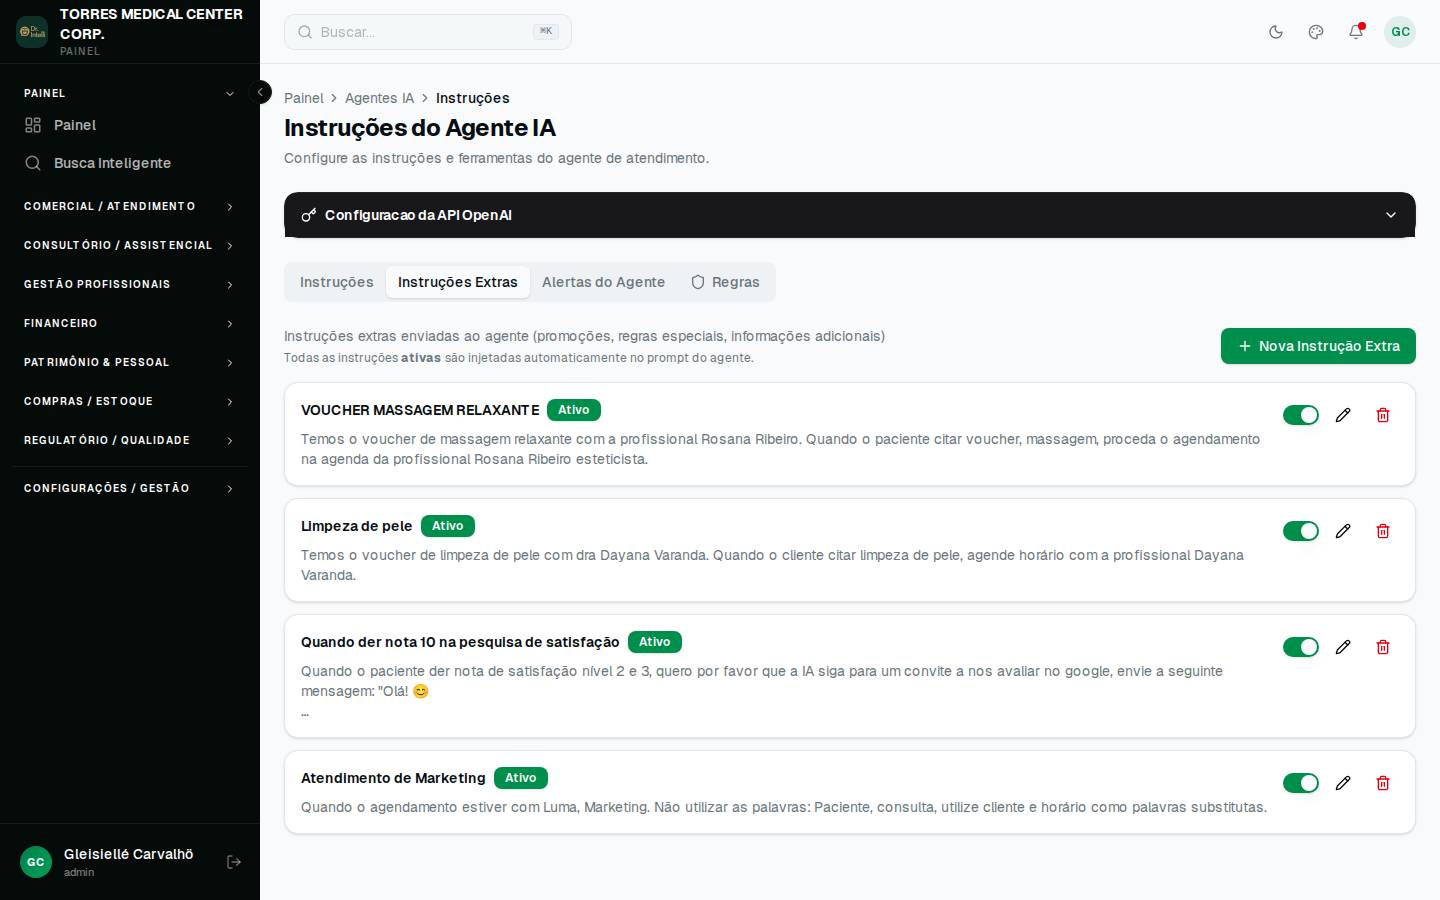 TORRES MEDICAL CENTER
CORP.
PAINEL
Buscar...
⌘K
GC
PAINEL
Painel
Busca Inteligente
COMERCIAL / ATENDIMENTO
CONSULTÓRIO / ASSISTENCIAL
GESTÃO PROFISSIONAIS
FINANCEIRO
PATRIMÔNIO & PESSOAL
COMPRAS / ESTOQUE
REGULATÓRIO / QUALIDADE
CONFIGURAÇÕES / GESTÃO
GC
Gleisiellé Carvalhö
admin
Painel > Agentes IA > Instruções
Instruções do Agente IA
Configure as instruções e ferramentas do agente de atendimento.
Configuracao da API OpenAI
Instruções
Instruções Extras
Alertas do Agente
Regras
Instruções extras enviadas ao agente (promoções, regras especiais, informações adicionais)
Todas as instruções ativas são injetadas automaticamente no prompt do agente.
Nova Instrução Extra
VOUCHER MASSAGEM RELAXANTE Ativo
Temos o voucher de massagem relaxante com a profissional Rosana Ribeiro. Quando o paciente citar voucher, massagem, proceda o agendamento
na agenda da profissional Rosana Ribeiro esteticista.
Limpeza de pele Ativo
Temos o voucher de limpeza de pele com dra Dayana Varanda. Quando o cliente citar limpeza de pele, agende horário com a profissional Dayana
Varanda.
Quando der nota 10 na pesquisa de satisfação Ativo
Quando o paciente der nota de satisfação nível 2 e 3, quero por favor que a IA siga para um convite a nos avaliar no google, envie a seguinte
mensagem: "Olá! 😊
...
Atendimento de Marketing Ativo
Quando o agendamento estiver com Luma, Marketing. Não utilizar as palavras: Paciente, consulta, utilize cliente e horário como palavras substitutas.